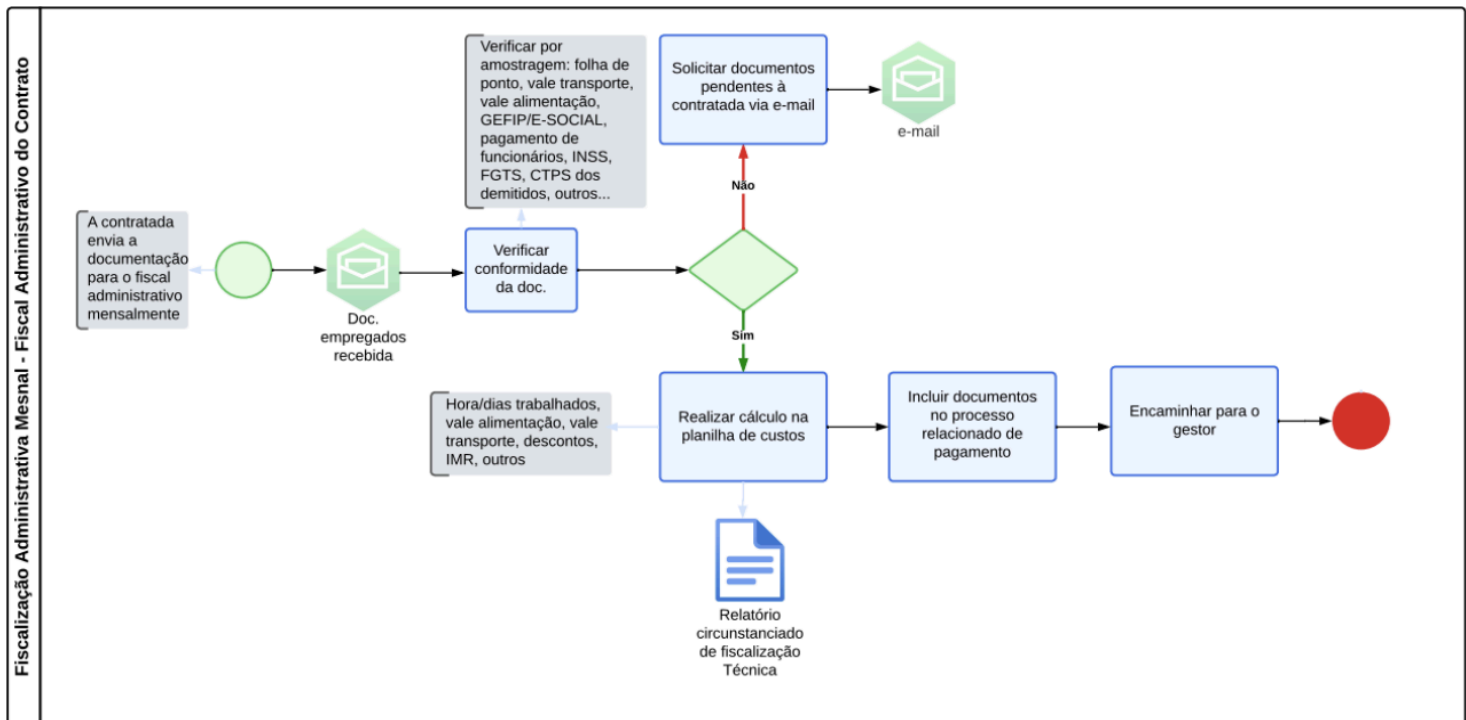 Fiscalização Administrativa Mesnal - Fiscal Administrativo do Contrato
A contratada
envia a
documentação
para o fiscal
administrativo
mensalmente
Doc.
empregados
recebida
Verificar por
amostragem: folha de
ponto, vale transporte,
vale alimentação,
GEFIP/E-SOCIAL,
pagamento de
funcionários, INSS,
FGTS, CTPS dos
demitidos, outros...
Verificar
conformidade
da doc.
Solicitar documentos
pendentes à
contratada via e-mail
e-mail
Não
Sim
Hora/dias trabalhados,
vale alimentação, vale
transporte, descontos,
IMR, outros
Realizar cálculo na
planilha de custos
Incluir documentos
no processo
relacionado de
pagamento
Encaminhar para o
gestor
Relatório
circunstanciado
de fiscalização
Técnica